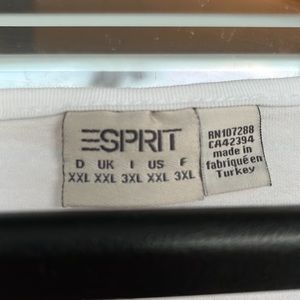 ESPRIT
D UK I US F
XXL XXL 3XL XXL 3XL
RN107288
CA42394
made in
fabriqué en
Turkey